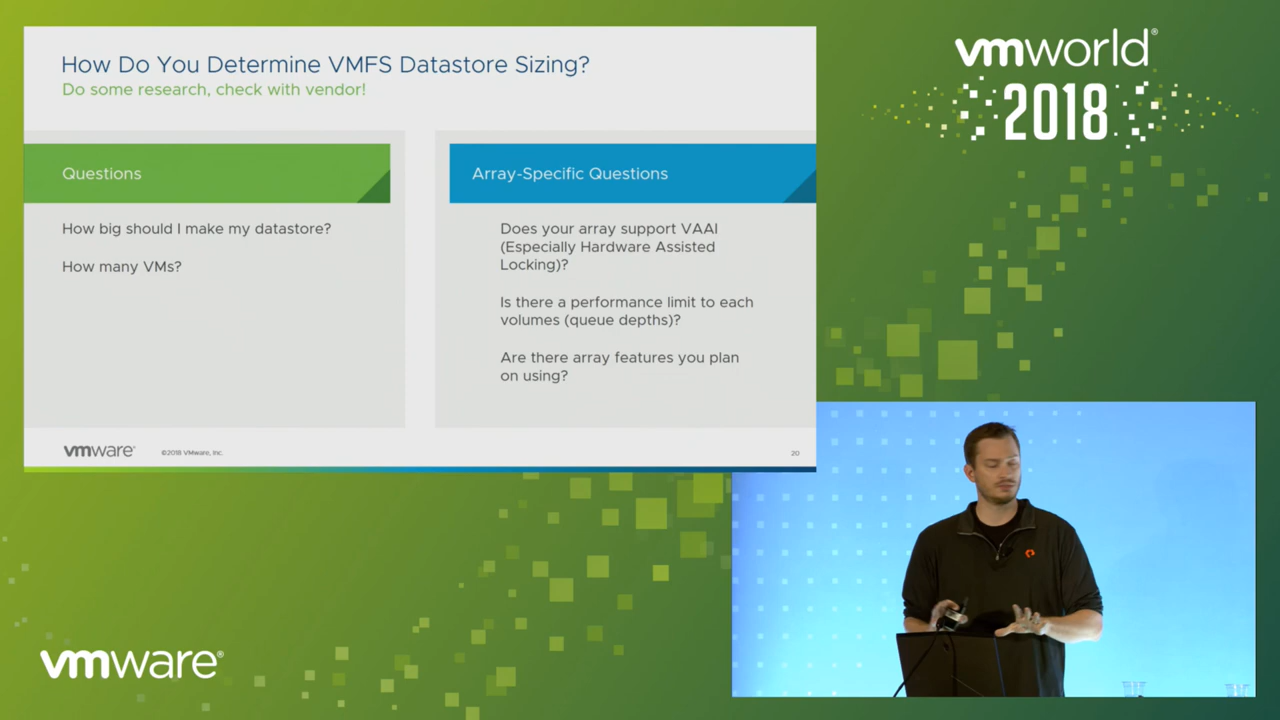 How Do You Determine VMFS Datastore Sizing?
Do some research, check with vendor!
Questions
How big should I make my datastore?
How many VMs?
Array-Specific Questions
Does your array support VAAI
(Especially Hardware Assisted
Locking)?
Is there a performance limit to each
volumes (queue depths)?
Are there array features you plan
on using?
vmware®
©2018 VMware, Inc.
20
vmworld®
2018
vmware®